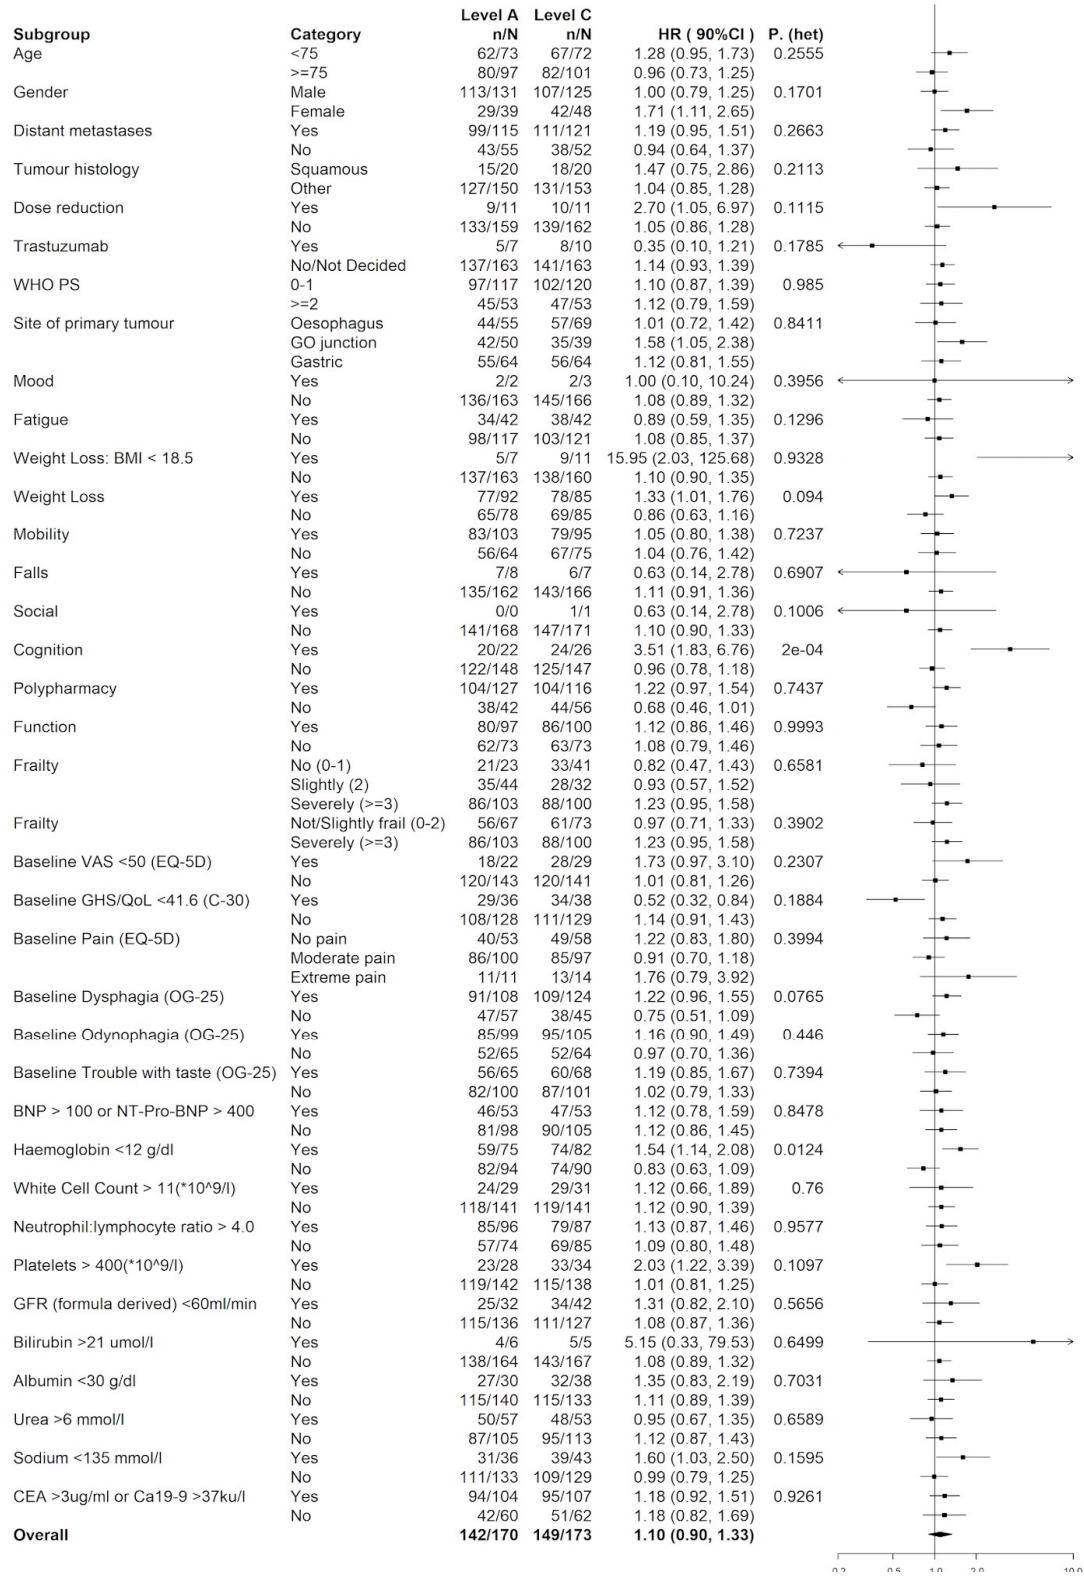 Level A Level C
Subgroup Category n/N n/N HR ( 90%CI ) P. (het)
Age <75 62/73 67/72 1.28 (0.95, 1.73) 0.2555
>=75 80/97 82/101 0.96 (0.73, 1.25)
Gender Male 113/131 107/125 1.00 (0.79, 1.25) 0.1701
Female 29/39 42/48 1.71 (1.11, 2.65)
Distant metastases Yes 99/115 111/121 1.19 (0.95, 1.51) 0.2663
No 43/55 38/52 0.94 (0.64, 1.37)
Tumour histology Squamous 15/20 18/20 1.47 (0.75, 2.86) 0.2113
Other 127/150 131/153 1.04 (0.85, 1.28)
Dose reduction Yes 9/11 10/11 2.70 (1.05, 6.97) 0.1115
No 133/159 139/162 1.05 (0.86, 1.28)
Trastuzumab Yes 5/7 8/10 0.35 (0.10, 1.21) 0.1785
No/Not Decided 137/163 141/163 1.14 (0.93, 1.39)
WHO PS 0-1 97/117 102/120 1.10 (0.87, 1.39) 0.985
>=2 45/53 47/53 1.12 (0.79, 1.59)
Site of primary tumour Oesophagus 44/55 57/69 1.01 (0.72, 1.42) 0.8411
GO junction 42/50 35/39 1.58 (1.05, 2.38)
Gastric 55/64 56/64 1.12 (0.81, 1.55)
Mood Yes 2/2 2/3 1.00 (0.10, 10.24) 0.3956
No 136/163 145/166 1.08 (0.89, 1.32)
Fatigue Yes 34/42 38/42 0.89 (0.59, 1.35) 0.1296
No 98/117 103/121 1.08 (0.85, 1.37)
Weight Loss: BMI < 18.5 Yes 5/7 9/11 15.95 (2.03, 125.68) 0.9328
No 137/163 138/160 1.10 (0.90, 1.35)
Weight Loss Yes 77/92 78/85 1.33 (1.01, 1.76) 0.094
No 65/78 69/85 0.86 (0.63, 1.16)
Mobility Yes 83/103 79/95 1.05 (0.80, 1.38) 0.7237
No 56/64 67/75 1.04 (0.76, 1.42)
Falls Yes 7/8 6/7 0.63 (0.14, 2.78) 0.6907
No 135/162 143/166 1.11 (0.91, 1.36)
Social Yes 0/0 1/1 0.63 (0.14, 2.78) 0.1006
No 141/168 147/171 1.10 (0.90, 1.33)
Cognition Yes 20/22 24/26 3.51 (1.83, 6.76) 2e-04
No 122/148 125/147 0.96 (0.78, 1.18)
Polypharmacy Yes 104/127 104/116 1.22 (0.97, 1.54) 0.7437
No 38/42 44/56 0.68 (0.46, 1.01)
Function Yes 80/97 86/100 1.12 (0.86, 1.46) 0.9993
No 62/73 63/73 1.08 (0.79, 1.46)
Frailty No (0-1) 21/23 33/41 0.82 (0.47, 1.43) 0.6581
Slightly (2) 35/44 28/32 0.93 (0.57, 1.52)
Severely (>=3) 86/103 88/100 1.23 (0.95, 1.58)
Frailty Not/Slightly frail (0-2) 56/67 61/73 0.97 (0.71, 1.33) 0.3902
Severely (>=3) 86/103 88/100 1.23 (0.95, 1.58)
Baseline VAS <50 (EQ-5D) Yes 18/22 28/29 1.73 (0.97, 3.10) 0.2307
No 120/143 120/141 1.01 (0.81, 1.26)
Baseline GHS/QoL <41.6 (C-30) Yes 29/36 34/38 0.52 (0.32, 0.84) 0.1884
No 108/128 111/129 1.14 (0.91, 1.43)
Baseline Pain (EQ-5D) No pain 40/53 49/58 1.22 (0.83, 1.80) 0.3994
Moderate pain 86/100 85/97 0.91 (0.70, 1.18)
Extreme pain 11/11 13/14 1.76 (0.79, 3.92)
Baseline Dysphagia (OG-25) Yes 91/108 109/124 1.22 (0.96, 1.55) 0.0765
No 47/57 38/45 0.75 (0.51, 1.09)
Baseline Odynophagia (OG-25) Yes 85/99 95/105 1.16 (0.90, 1.49) 0.446
No 52/65 52/64 0.97 (0.70, 1.36)
Baseline Trouble with taste (OG-25) Yes 56/65 60/68 1.19 (0.85, 1.67) 0.7394
No 82/100 87/101 1.02 (0.79, 1.33)
BNP > 100 or NT-Pro-BNP > 400 Yes 46/53 47/53 1.12 (0.78, 1.59) 0.8478
No 81/98 90/105 1.12 (0.86, 1.45)
Haemoglobin <12 g/dl Yes 59/75 74/82 1.54 (1.14, 2.08) 0.0124
No 82/94 74/90 0.83 (0.63, 1.09)
White Cell Count > 11(*10^9/l) Yes 24/29 29/31 1.12 (0.66, 1.89) 0.76
No 118/141 119/141 1.12 (0.90, 1.39)
Neutrophil:lymphocyte ratio > 4.0 Yes 85/96 79/87 1.13 (0.87, 1.46) 0.9577
No 57/74 69/85 1.09 (0.80, 1.48)
Platelets > 400(*10^9/l) Yes 23/28 33/34 2.03 (1.22, 3.39) 0.1097
No 119/142 115/138 1.01 (0.81, 1.25)
GFR (formula derived) <60ml/min Yes 25/32 34/42 1.31 (0.82, 2.10) 0.5656
No 115/136 111/127 1.08 (0.87, 1.36)
Bilirubin >21 umol/l Yes 4/6 5/5 5.15 (0.33, 79.53) 0.6499
No 138/164 143/167 1.08 (0.89, 1.32)
Albumin <30 g/dl Yes 27/30 32/38 1.35 (0.83, 2.19) 0.7031
No 115/140 115/133 1.11 (0.89, 1.39)
Urea >6 mmol/l Yes 50/57 48/53 0.95 (0.67, 1.35) 0.6589
No 87/105 95/113 1.12 (0.87, 1.43)
Sodium <135 mmol/l Yes 31/36 39/43 1.60 (1.03, 2.50) 0.1595
No 111/133 109/129 0.99 (0.79, 1.25)
CEA >3ug/ml or Ca19-9 >37ku/l Yes 94/104 95/107 1.18 (0.92, 1.51) 0.9261
No 42/60 51/62 1.18 (0.82, 1.69)
Overall 142/170 149/173 1.10 (0.90, 1.33)
0.2 0.5 1.0 2.0 10.0